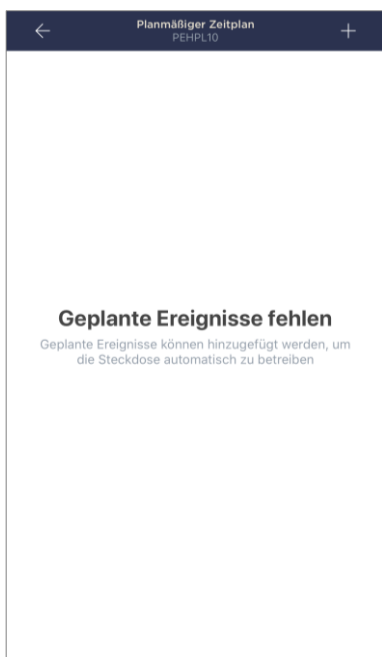 Planmäßiger Zeitplan
PEHPL10
Geplante Ereignisse fehlen
Geplante Ereignisse können hinzugefügt werden, um
die Steckdose automatisch zu betreiben